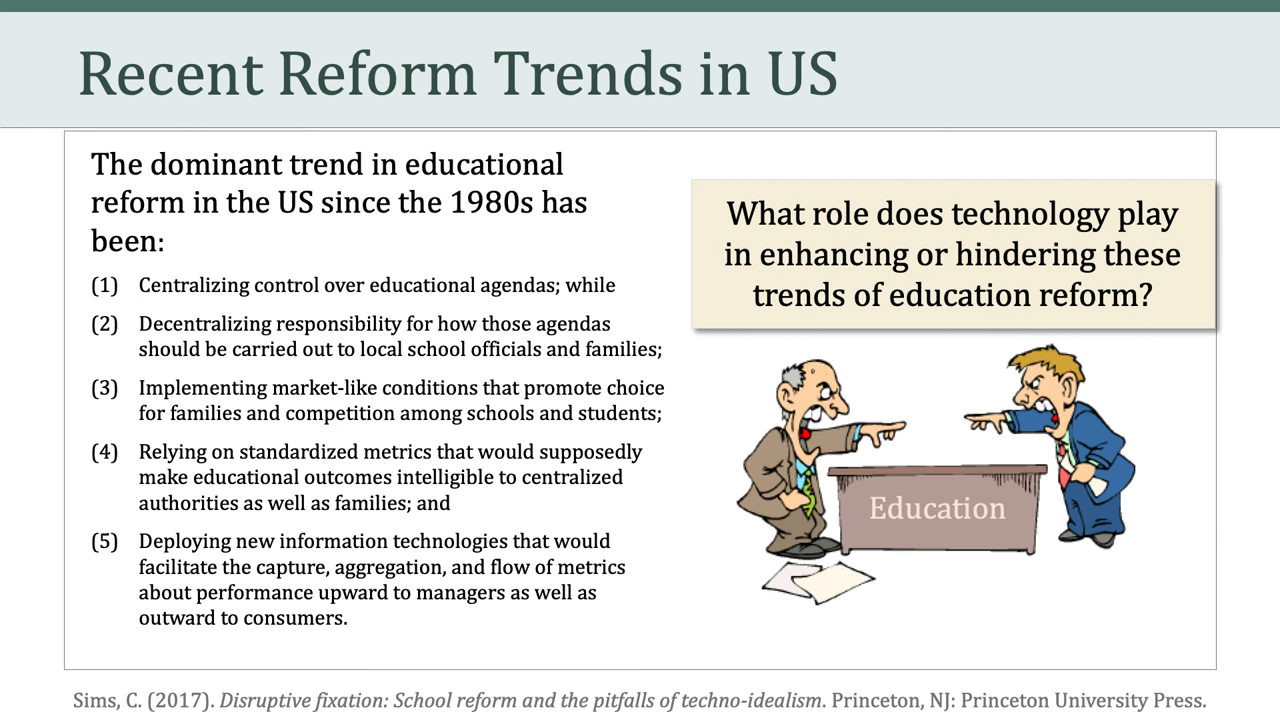 Recent Reform Trends in US
The dominant trend in educational
reform in the US since the 1980s has
been:
(1) Centralizing control over educational agendas; while
(2) Decentralizing responsibility for how those agendas
should be carried out to local school officials and families;
(3) Implementing market-like conditions that promote choice
for families and competition among schools and students;
(4) Relying on standardized metrics that would supposedly
make educational outcomes intelligible to centralized
authorities as well as families; and
(5) Deploying new information technologies that would
facilitate the capture, aggregation, and flow of metrics
about performance upward to managers as well as
outward to consumers.
What role does technology play
in enhancing or hindering these
trends of education reform?
Education
Sims, C. (2017). Disruptive fixation: School reform and the pitfalls of techno-idealism. Princeton, NJ: Princeton University Press.